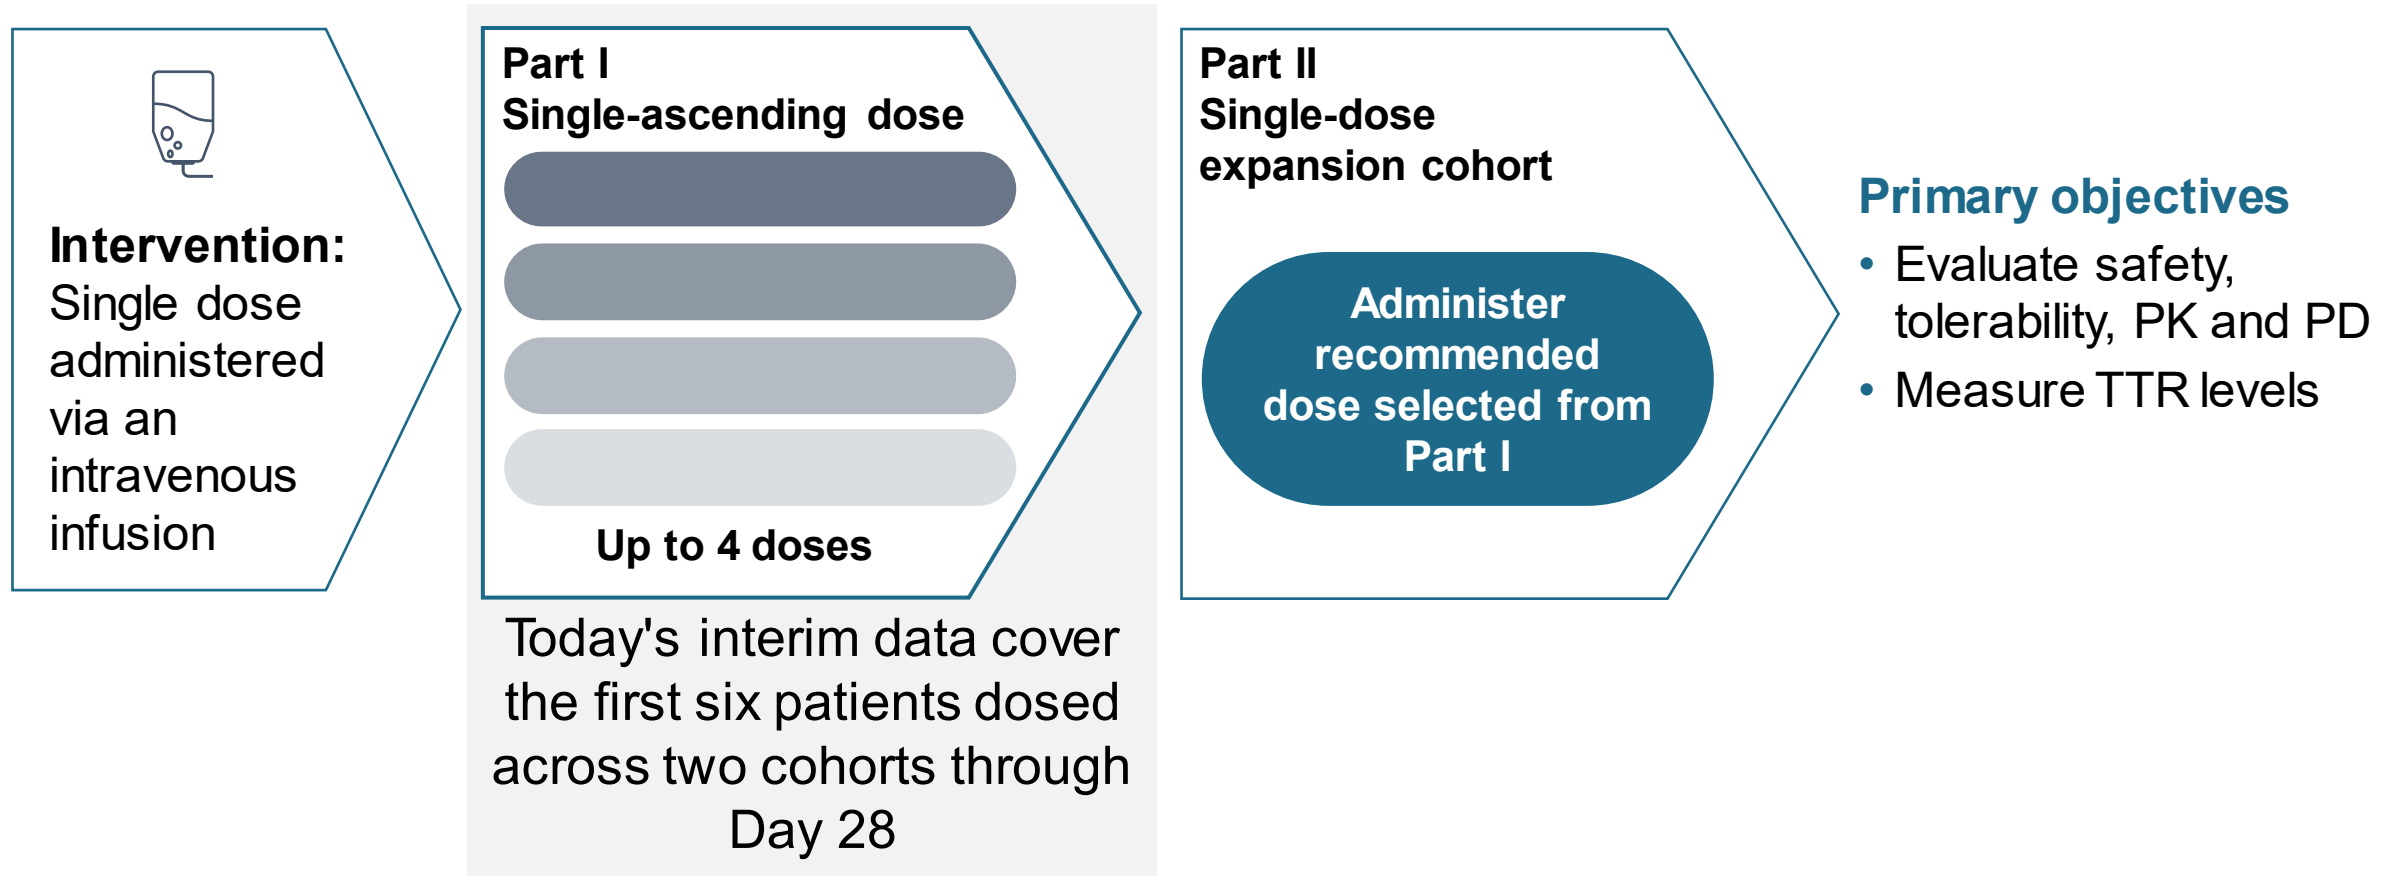 Intervention:
Single dose
administered
via an
intravenous
infusion
Part I
Single-ascending dose
Up to 4 doses
Today's interim data cover
the first six patients dosed
across two cohorts through
Day 28
Part II
Single-dose
expansion cohort
Administer
recommended
dose selected from
Part I
Primary objectives
• Evaluate safety,
tolerability, PK and PD
• Measure TTR levels